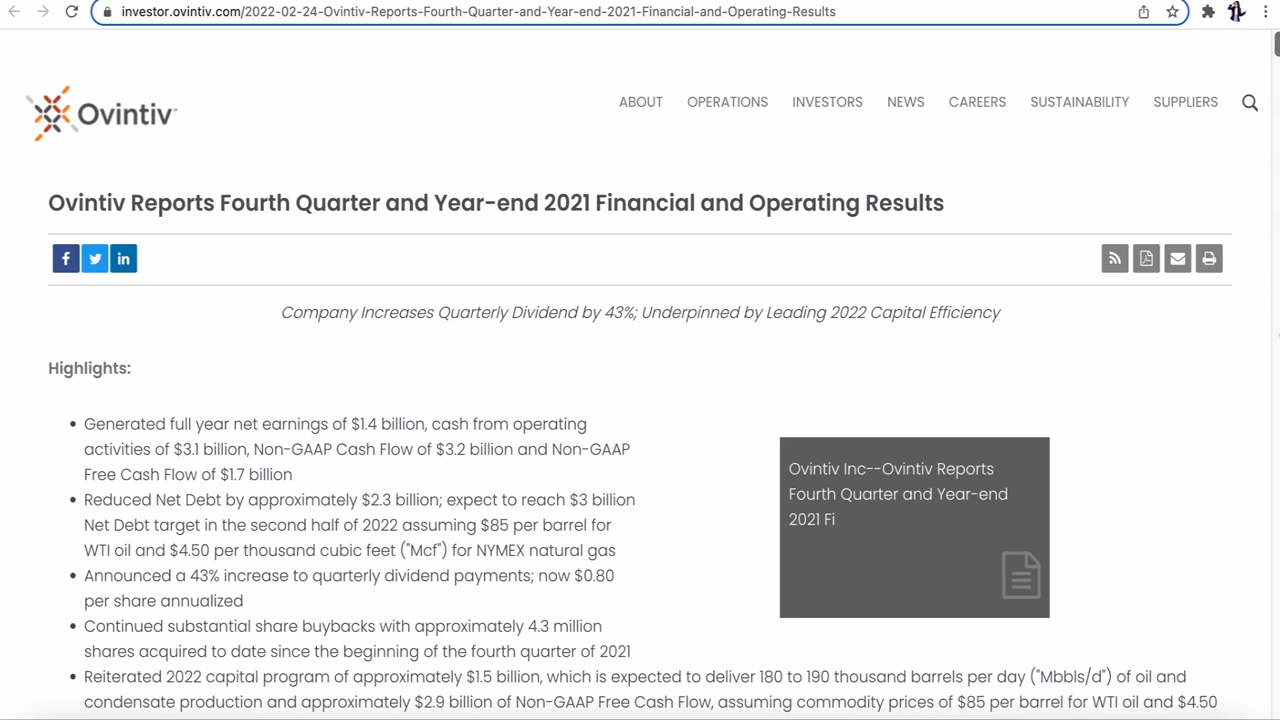 investor.ovintiv.com/2022-02-24-Ovintiv-Reports-Fourth-Quarter-and-Year-end-2021-Financial-and-Operating-Results
Ovintiv™
ABOUT OPERATIONS INVESTORS NEWS CAREERS SUSTAINABILITY SUPPLIERS
Ovintiv Reports Fourth Quarter and Year-end 2021 Financial and Operating Results
f in
Company Increases Quarterly Dividend by 43%; Underpinned by Leading 2022 Capital Efficiency
Highlights:
• Generated full year net earnings of $1.4 billion, cash from operating
activities of $3.1 billion, Non-GAAP Cash Flow of $3.2 billion and Non-GAAP
Free Cash Flow of $1.7 billion
• Reduced Net Debt by approximately $2.3 billion; expect to reach $3 billion
Net Debt target in the second half of 2022 assuming $85 per barrel for
WTI oil and $4.50 per thousand cubic feet ("Mcf") for NYMEX natural gas
• Announced a 43% increase to quarterly dividend payments; now $0.80
per share annualized
• Continued substantial share buybacks with approximately 4.3 million
shares acquired to date since the beginning of the fourth quarter of 2021
Ovintiv Inc--Ovintiv Reports
Fourth Quarter and Year-end
2021 Fi
• Reiterated 2022 capital program of approximately $1.5 billion, which is expected to deliver 180 to 190 thousand barrels per day ("Mbbls/d") of oil and
condensate production and approximately $2.9 billion of Non-GAAP Free Cash Flow, assuming commodity prices of $85 per barrel for WTI oil and $4.50